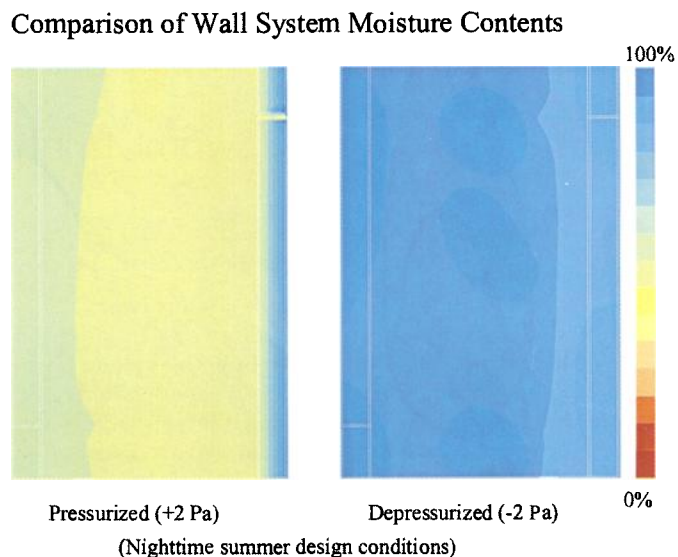 Comparison of Wall System Moisture Contents
100%
0%
Pressurized (+2 Pa)
Depressurized (-2 Pa)
(Nighttime summer design conditions)